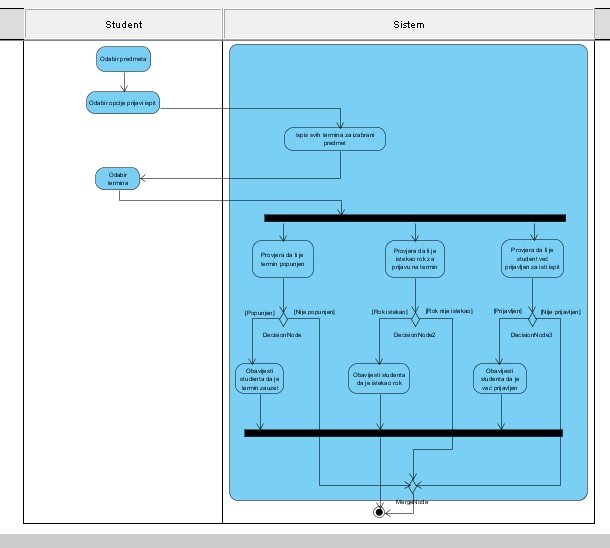 Student
Sistem
Odabir predmeta
Odabir opcije prijavi ispit
Ispis svih termina za izabrani
predmet
Odabir
termina
Provjera da li je
termin popunjen
Provjera da li je
istekao rok za
prijavu na termin
Provjera da li je
student već
prijavljen za isti ispit
[Popunjen]
[Nije popunjen]
[Rok istekao]
[Rok nije istekao]
[Prijavljen]
[Nije prijavljen]
DecisionNode
DecisionNode2
DecisionNode3
Obavijesti
studenta da je
termin zauzet
Obavijesti studenta
da je istekao rok
Obavijesti
studenta da je
već prijavljen
MergeNode